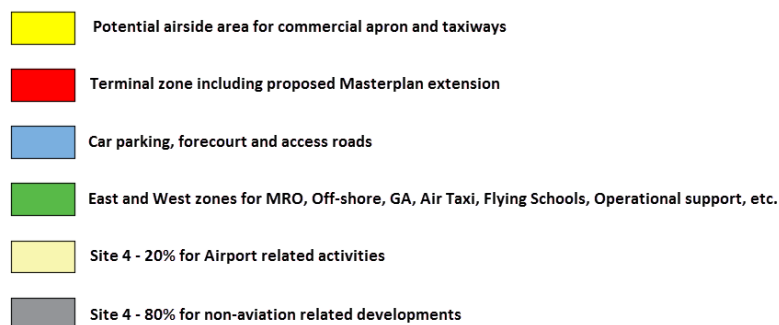 Potential airside area for commercial apron and taxiways
Terminal zone including proposed Masterplan extension
Car parking, forecourt and access roads
East and West zones for MRO, Off-shore, GA, Air Taxi, Flying Schools, Operational support, etc.
Site 4 - 20% for Airport related activities
Site 4 - 80% for non-aviation related developments